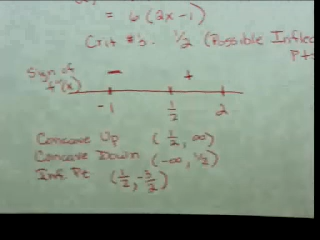 = 6(2x-1)
Crit #'s: 1/2 (Possible Inflec
Pt
Sign of - +
f"(x)
-1 1/2 2
Concave Up (1/2, ∞)
Concave Down (-∞, 1/2)
Inf Pt (1/2, -3/2)